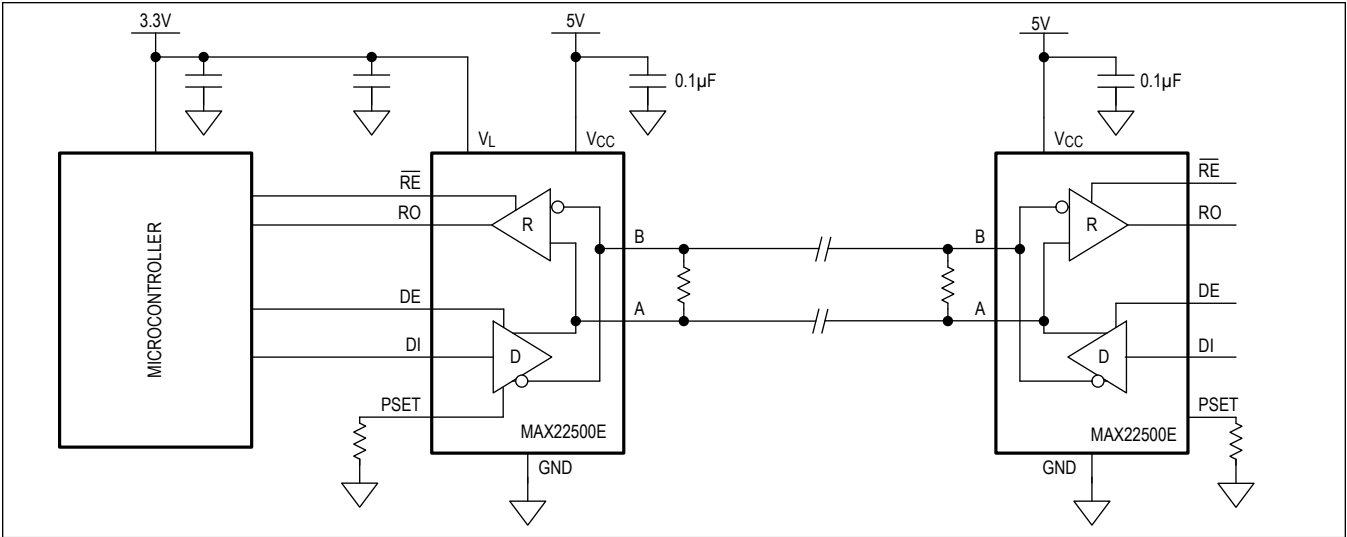 3.3V
5V
5V
0.1µF
0.1µF
VL
VCC
VCC
MICROCONTROLLER
RE
RO
DE
DI
PSET
R
D
B
A
MAX22500E
GND
B
A
R
D
RE
RO
DE
DI
PSET
MAX22500E
GND